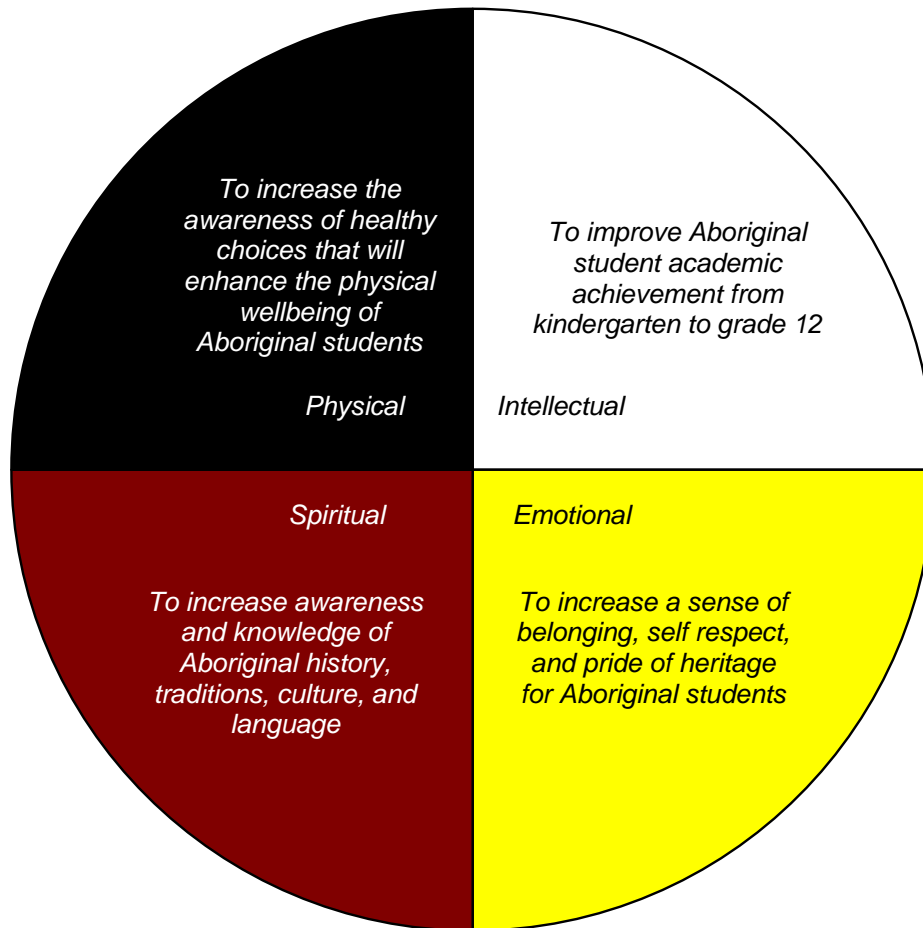 To increase the
awareness of healthy
choices that will
enhance the physical
wellbeing of
Aboriginal students
Physical
To improve Aboriginal
student academic
achievement from
kindergarten to grade 12
Intellectual
Spiritual
To increase awareness
and knowledge of
Aboriginal history,
traditions, culture, and
language
Emotional
To increase a sense of
belonging, self respect,
and pride of heritage
for Aboriginal students